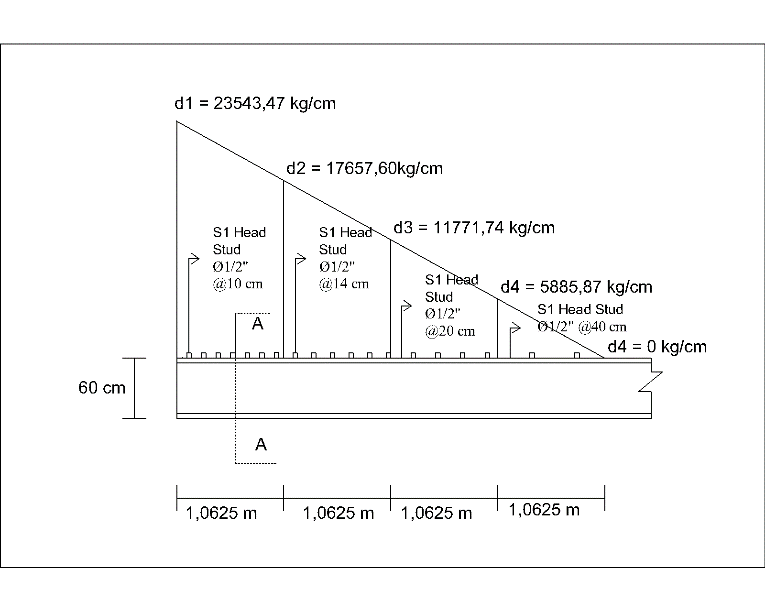 d1 = 23543,47 kg/cm
d2 = 17657,60kg/cm
d3 = 11771,74 kg/cm
d4 = 5885,87 kg/cm
d4 = 0 kg/cm
S1 Head
Stud
Ø1/2"
@10 cm
S1 Head
Stud
Ø1/2"
@14 cm
S1 Head
Stud
Ø1/2"
@20 cm
S1 Head Stud
Ø1/2" @40 cm
A
60 cm
A
1,0625 m
1,0625 m
1,0625 m
1,0625 m